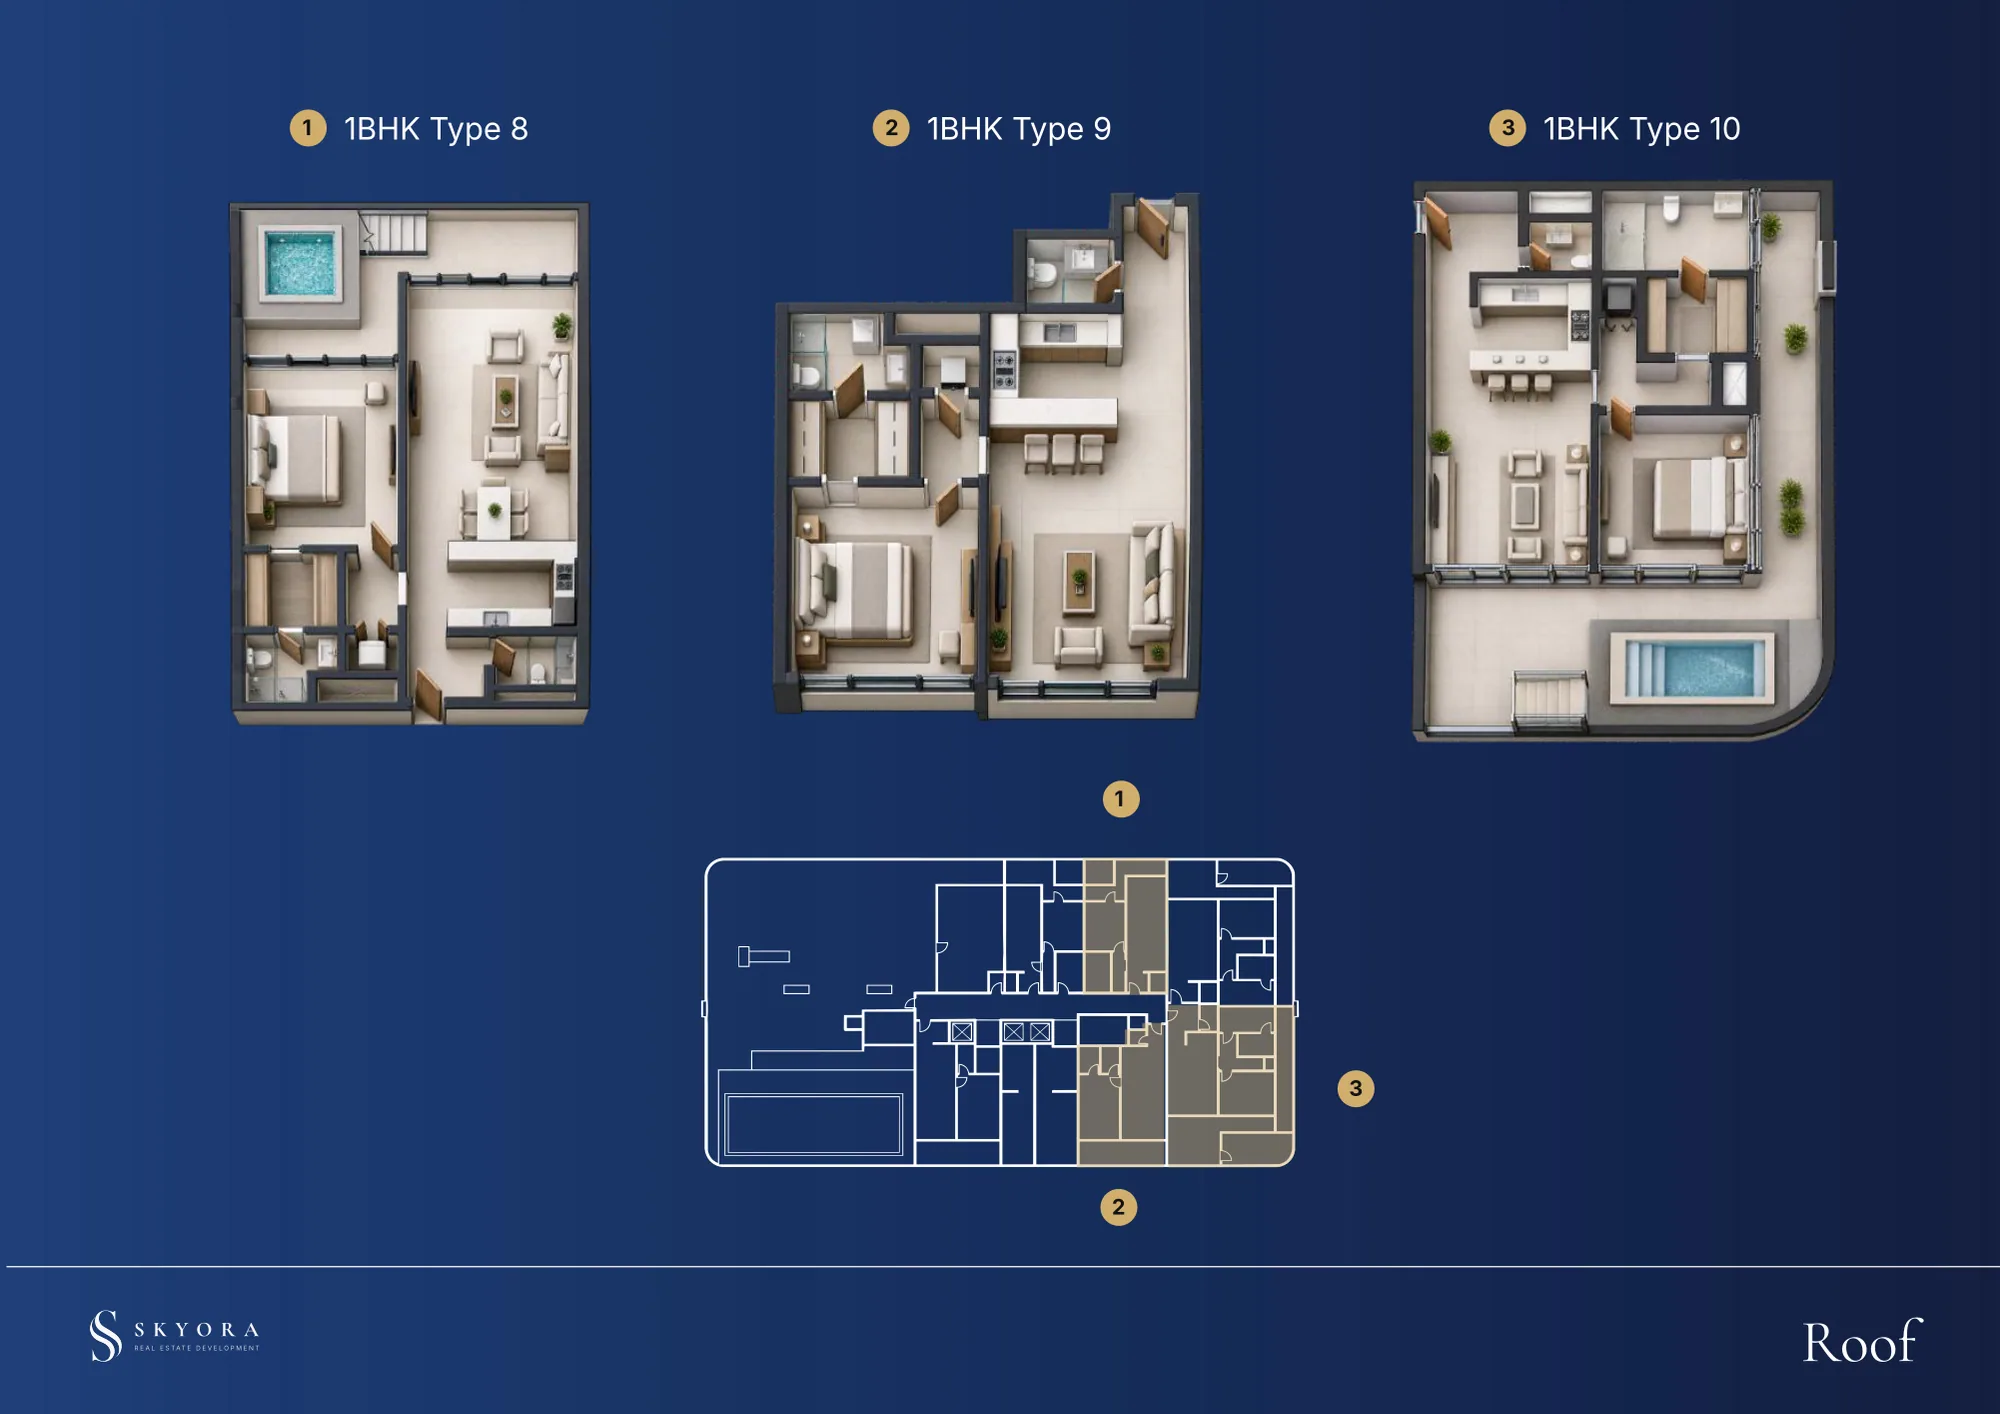 1 1BHK Type 8
2 1BHK Type 9
3 1BHK Type 10
1
3
2
SKYORA
REAL ESTATE DEVELOPMENT
Roof